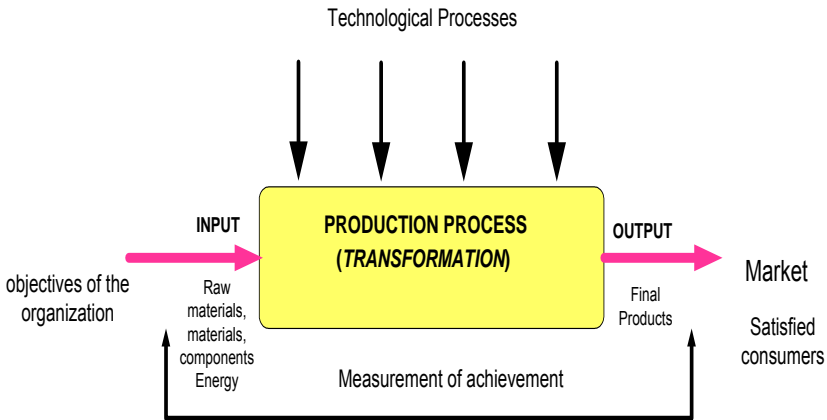 Technological Processes
INPUT
PRODUCTION PROCESS
(TRANSFORMATION)
OUTPUT
objectives of the
organization
Raw
materials,
materials,
components
Energy
Final
Products
Market
Satisfied
consumers
Measurement of achievement